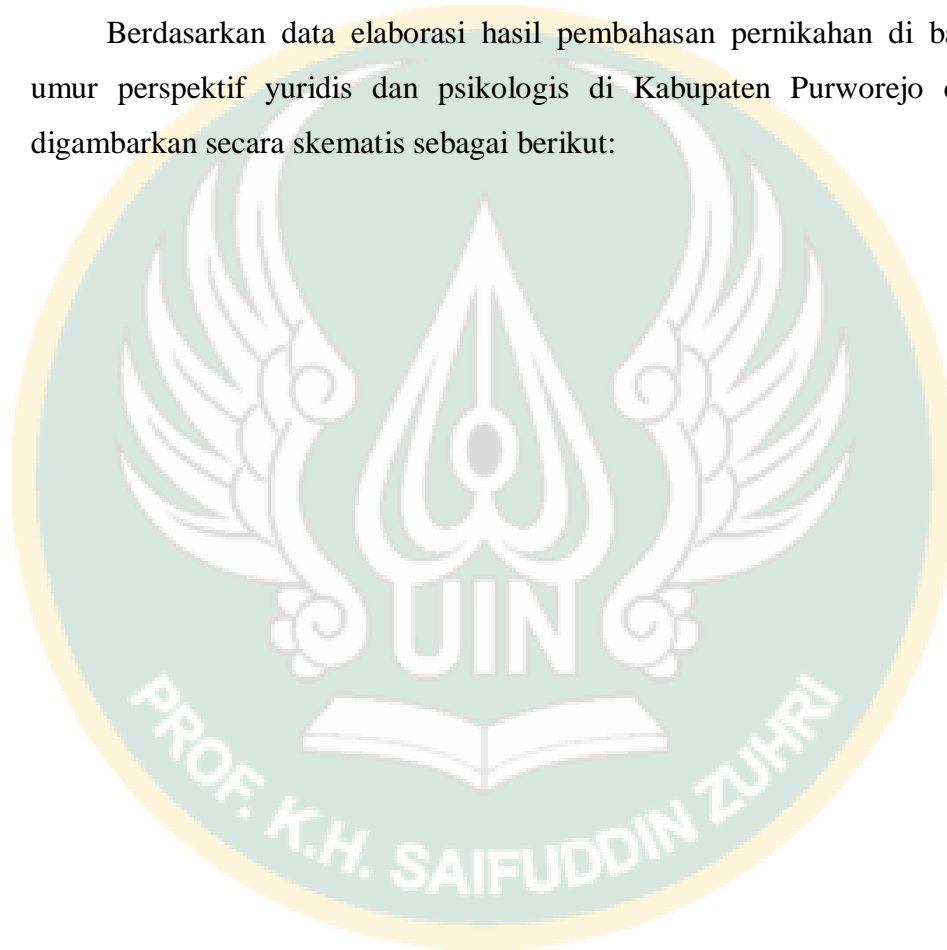 Berdasarkan data elaborasi hasil pembahasan pernikahan di
umur perspektif yuridis dan psikologis di Kabupaten Purworejo
digambarkan secara skematis sebagai berikut:
UIN
PROF. K.H. SAIFUDDIN ZUHRI